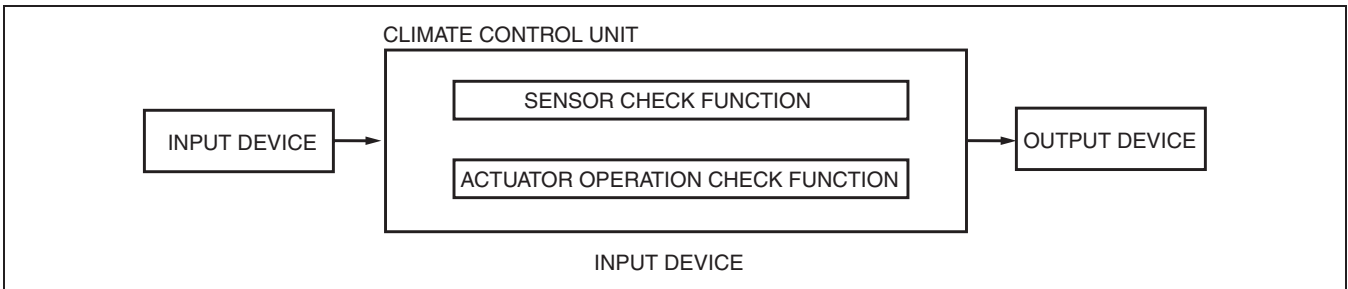 CLIMATE CONTROL UNIT
SENSOR CHECK FUNCTION
INPUT DEVICE
OUTPUT DEVICE
ACTUATOR OPERATION CHECK FUNCTION
INPUT DEVICE